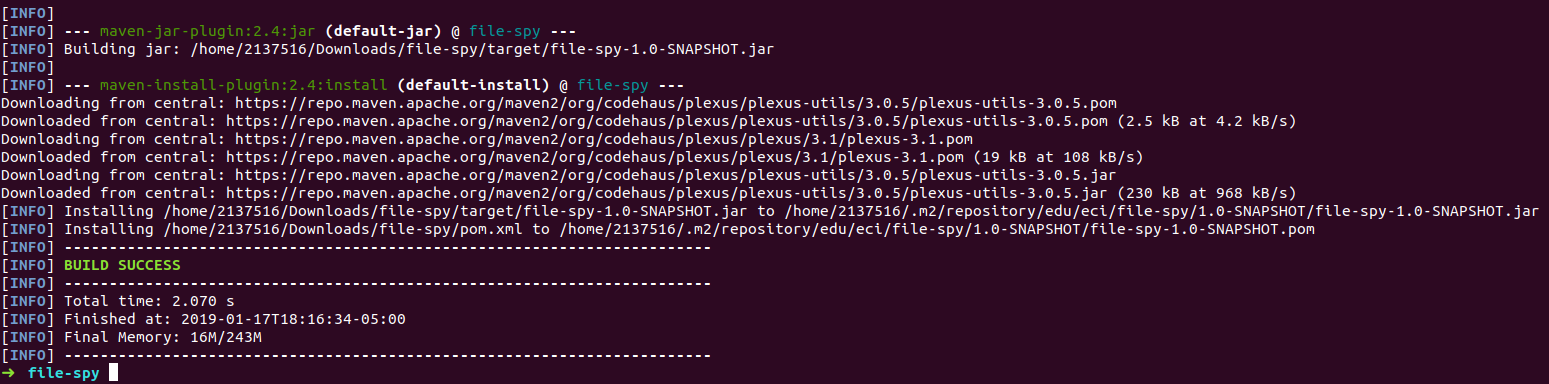 [INFO]
[INFO] --- maven-jar-plugin:2.4:jar (default-jar) @ file-spy ---
[INFO] Building jar: /home/2137516/Downloads/file-spy/target/file-spy-1.0-SNAPSHOT.jar
[INFO]
[INFO] --- maven-install-plugin:2.4:install (default-install) @ file-spy ---
Downloading from central: https://repo.maven.apache.org/maven2/org/codehaus/plexus/plexus-utils/3.0.5/plexus-utils-3.0.5.pom
Downloaded from central: https://repo.maven.apache.org/maven2/org/codehaus/plexus/plexus-utils/3.0.5/plexus-utils-3.0.5.pom (2.5 kB at 4.2 kB/s)
Downloading from central: https://repo.maven.apache.org/maven2/org/codehaus/plexus/plexus/3.1/plexus-3.1.pom
Downloaded from central: https://repo.maven.apache.org/maven2/org/codehaus/plexus/plexus/3.1/plexus-3.1.pom (19 kB at 108 kB/s)
Downloading from central: https://repo.maven.apache.org/maven2/org/codehaus/plexus/plexus-utils/3.0.5/plexus-utils-3.0.5.jar
Downloaded from central: https://repo.maven.apache.org/maven2/org/codehaus/plexus/plexus-utils/3.0.5/plexus-utils-3.0.5.jar (230 kB at 968 kB/s)
[INFO] Installing /home/2137516/Downloads/file-spy/target/file-spy-1.0-SNAPSHOT.jar to /home/2137516/.m2/repository/edu/eci/file-spy/1.0-SNAPSHOT/file-spy-1.0-SNAPSHOT.jar
[INFO] Installing /home/2137516/Downloads/file-spy/pom.xml to /home/2137516/.m2/repository/edu/eci/file-spy/1.0-SNAPSHOT/file-spy-1.0-SNAPSHOT.pom
[INFO] ------------------------------------------------------------------------
[INFO] BUILD SUCCESS
[INFO] ------------------------------------------------------------------------
[INFO] Total time: 2.070 s
[INFO] Finished at: 2019-01-17T18:16:34-05:00
[INFO] Final Memory: 16M/243M
[INFO] ------------------------------------------------------------------------
➜ file-spy